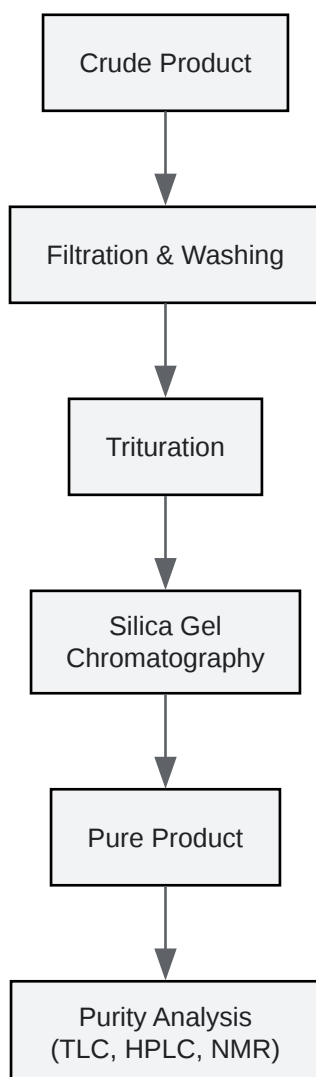 Crude Product
Filtration & Washing
Trituration
Silica Gel
Chromatography
Pure Product
Purity Analysis
(TLC, HPLC, NMR)